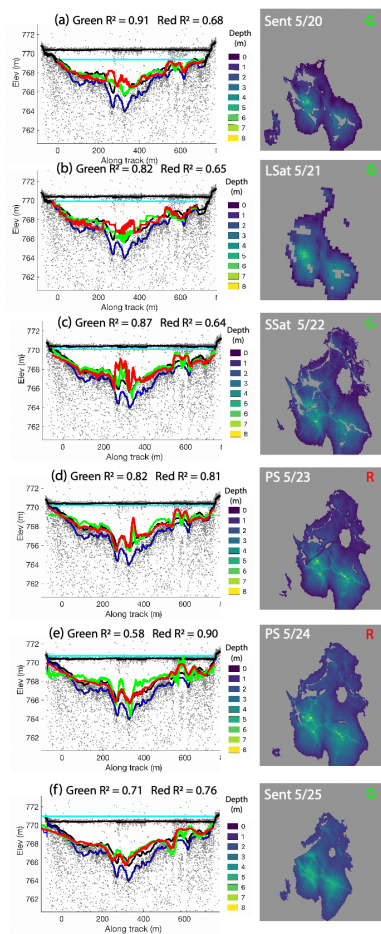 (a) Green R² = 0.91 Red R² = 0.68
Sent 5/20 G
Elev (m)
772
770
768
766
764
0 200 400 600
Along track (m)
Depth
(m)
0
1
2
3
4
5
6
7
8
(b) Green R² = 0.82 Red R² = 0.65
LSat 5/21 G
Elev (m)
772
770
768
766
764
762
0 200 400 600
Along track (m)
Depth
(m)
0
1
2
3
4
5
6
7
8
(c) Green R² = 0.87 Red R² = 0.64
SSat 5/22 G
Elev (m)
772
770
768
766
764
762
0 200 400 600
Along track (m)
Depth
(m)
0
1
2
3
4
5
6
7
8
(d) Green R² = 0.82 Red R² = 0.81
PS 5/23 R
Elev (m)
772
770
768
766
764
762
0 200 400 600
Along track (m)
Depth
(m)
0
1
2
3
4
5
6
7
8
(e) Green R² = 0.58 Red R² = 0.90
PS 5/24 R
Elev (m)
772
770
768
766
764
762
0 200 400 600
Along track (m)
Depth
(m)
0
1
2
3
4
5
6
7
8
(f) Green R² = 0.71 Red R² = 0.76
Sent 5/25 G
Elev (m)
772
770
768
766
764
762
0 200 400 600
Along track (m)
Depth
(m)
0
1
2
3
4
5
6
7
8